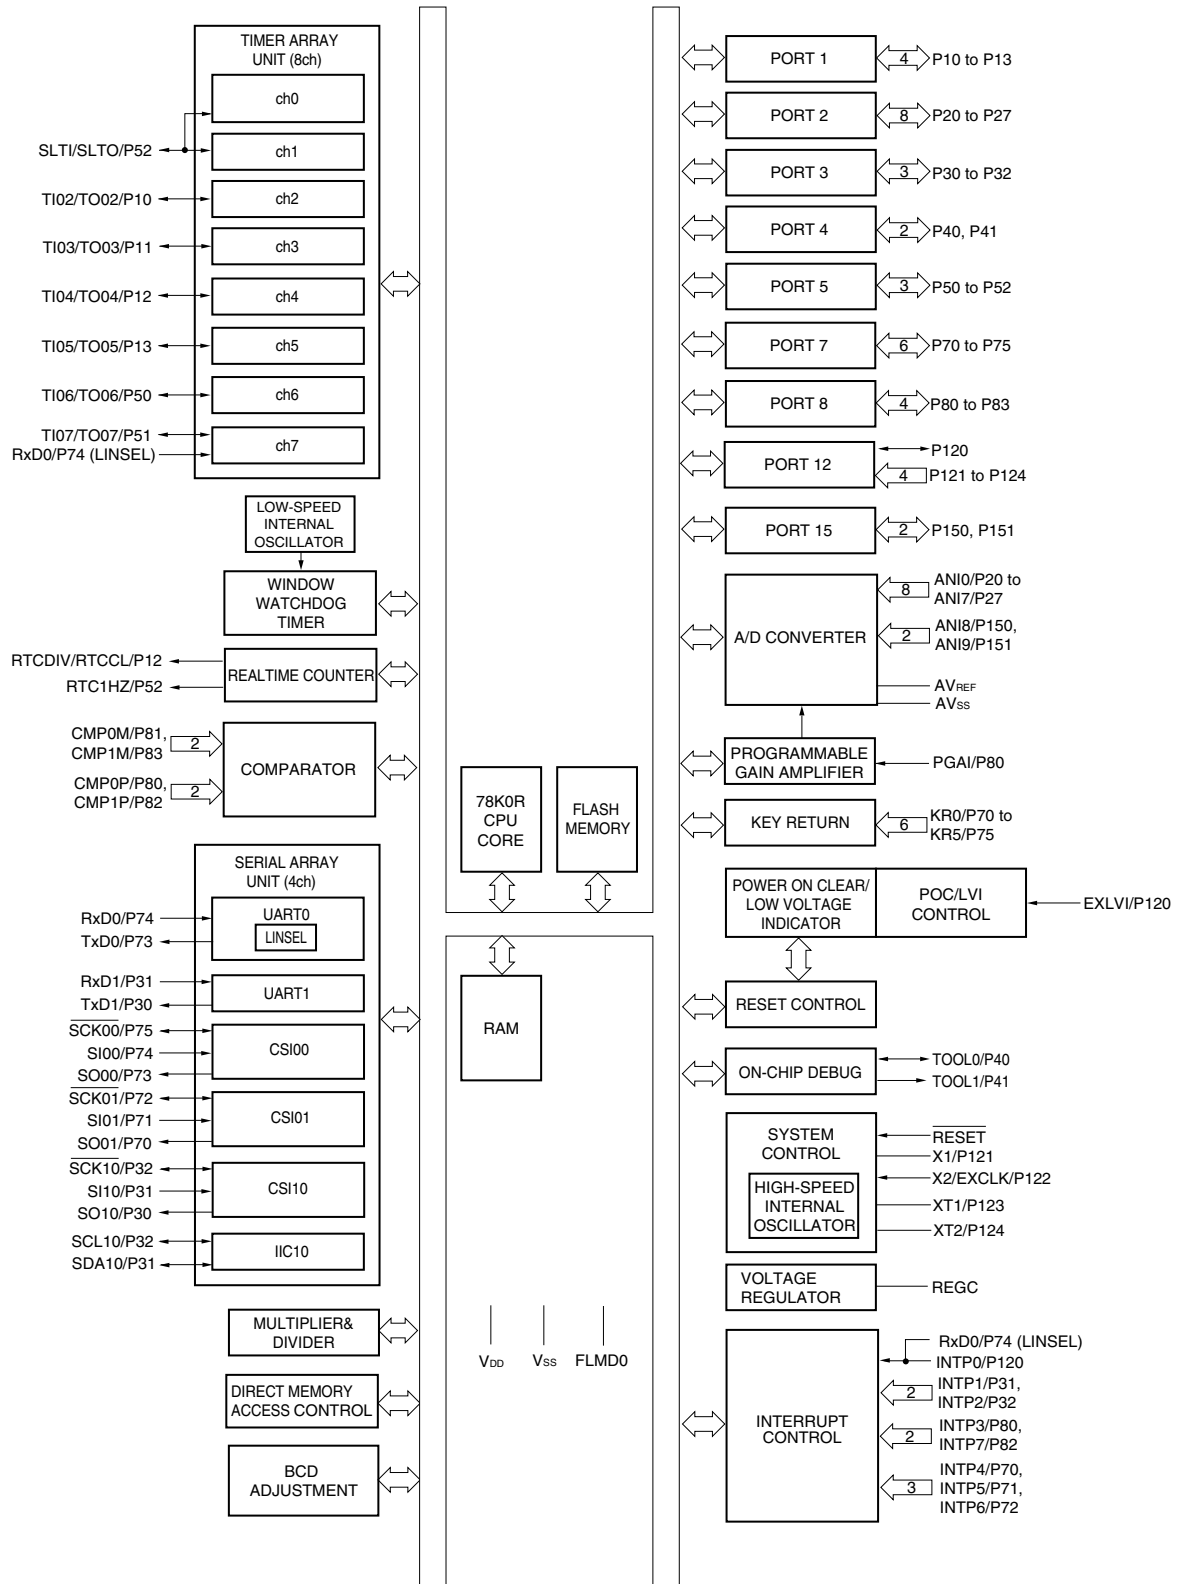 TIMER ARRAY
UNIT (8ch)
ch0
SLTI/SLTO/P52
ch1
TI02/TO02/P10
ch2
TI03/TO03/P11
ch3
TI04/TO04/P12
ch4
TI05/TO05/P13
ch5
TI06/TO06/P50
ch6
TI07/TO07/P51
RxD0/P74 (LINSEL)
ch7
LOW-SPEED
INTERNAL
OSCILLATOR
WINDOW
WATCHDOG
TIMER
RTCDIV/RTCCL/P12
RTC1HZ/P52
REALTIME COUNTER
CMP0M/P81,
CMP1M/P83
2
CMP0P/P80,
CMP1P/P82
2
COMPARATOR
SERIAL ARRAY
UNIT (4ch)
RxD0/P74
TxD0/P73
UART0
LINSEL
RxD1/P31
TxD1/P30
UART1
SCK00/P75
SI00/P74
SO00/P73
CSI00
SCK01/P72
SI01/P71
SO01/P70
CSI01
SCK10/P32
SI10/P31
SO10/P30
CSI10
SCL10/P32
SDA10/P31
IIC10
MULTIPLIER&
DIVIDER
DIRECT MEMORY
ACCESS CONTROL
BCD
ADJUSTMENT
78K0R
CPU
CORE
FLASH
MEMORY
RAM
VDD
VSS
FLMD0
PORT 1
4
P10 to P13
PORT 2
8
P20 to P27
PORT 3
3
P30 to P32
PORT 4
2
P40, P41
PORT 5
3
P50 to P52
PORT 7
6
P70 to P75
PORT 8
4
P80 to P83
PORT 12
P120
4
P121 to P124
PORT 15
2
P150, P151
A/D CONVERTER
8
ANI0/P20 to
ANI7/P27
2
ANI8/P150,
ANI9/P151
AVREF
AVSS
PROGRAMMABLE
GAIN AMPLIFIER
PGAI/P80
KEY RETURN
6
KR0/P70 to
KR5/P75
POWER ON CLEAR/
LOW VOLTAGE
INDICATOR
POC/LVI
CONTROL
EXLVI/P120
RESET CONTROL
ON-CHIP DEBUG
TOOL0/P40
TOOL1/P41
SYSTEM
CONTROL
HIGH-SPEED
INTERNAL
OSCILLATOR
RESET
X1/P121
X2/EXCLK/P122
XT1/P123
XT2/P124
VOLTAGE
REGULATOR
REGC
INTERRUPT
CONTROL
RxD0/P74 (LINSEL)
INTP0/P120
2
INTP1/P31,
INTP2/P32
2
INTP3/P80,
INTP7/P82
3
INTP4/P70,
INTP5/P71,
INTP6/P72